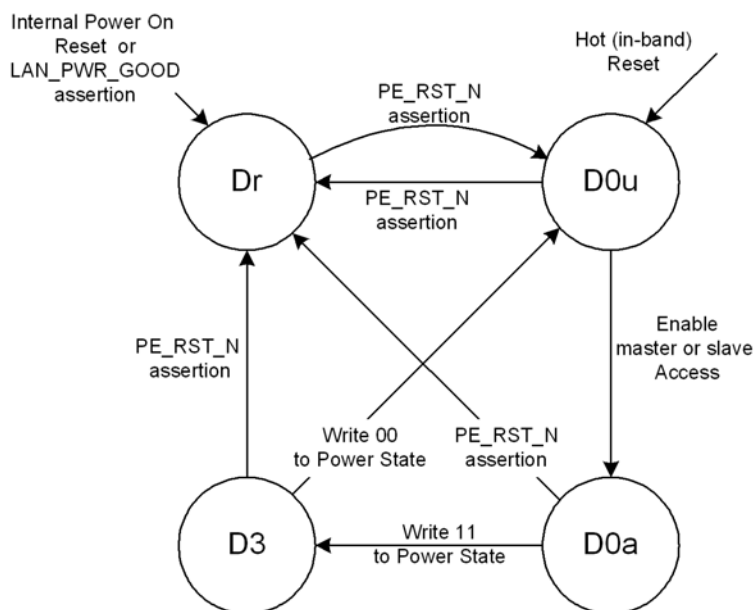 Internal Power On
Reset or
LAN_PWR_GOOD
assertion
Hot (in-band)
Reset
PE_RST_N
assertion
Dr
D0u
PE_RST_N
assertion
PE_RST_N
assertion
Enable
master or slave
Access
Write 00
to Power State
PE_RST_N
assertion
D3
Write 11
to Power State
D0a